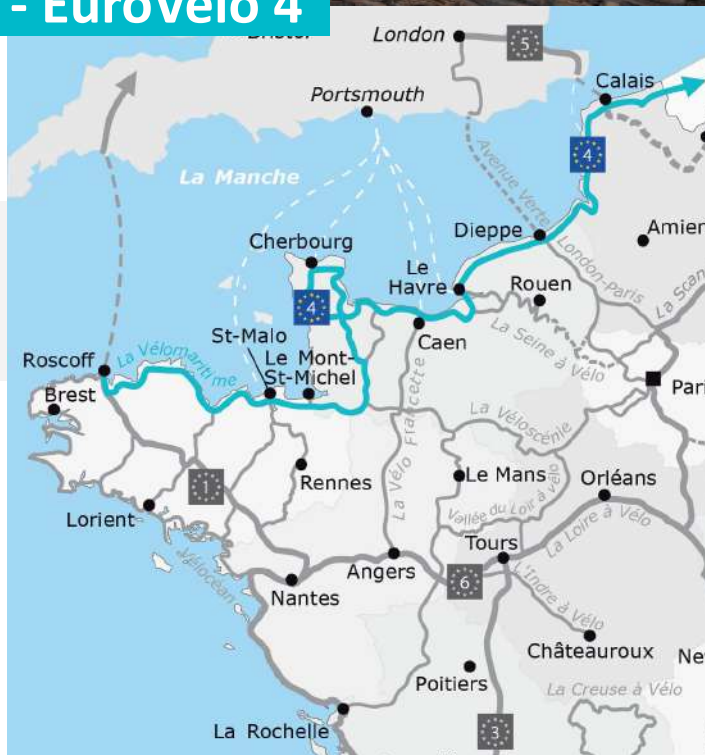 - EuroVelo 4
London
5
Calais
Portsmouth
4
La Manche
Avenue Verte
London-Paris
Dieppe
Cherbourg
Le
Havre
Rouen
La Seine à Vélo
4
Caen
St-Malo
Le Mont-
St-Michel
La Vélomaritime
Roscoff
Brest
La Véloscénie
La Vélo Francette
Rennes
Le Mans
Orléans
Vallée du Loir à vélo
La Loire à Vélo
1
Lorient
Vélocéan
Tours
Angers
6
L'Indre à Vélo
Nantes
Châteauroux
Poitiers
La Creuse à Vélo
La Rochelle
3